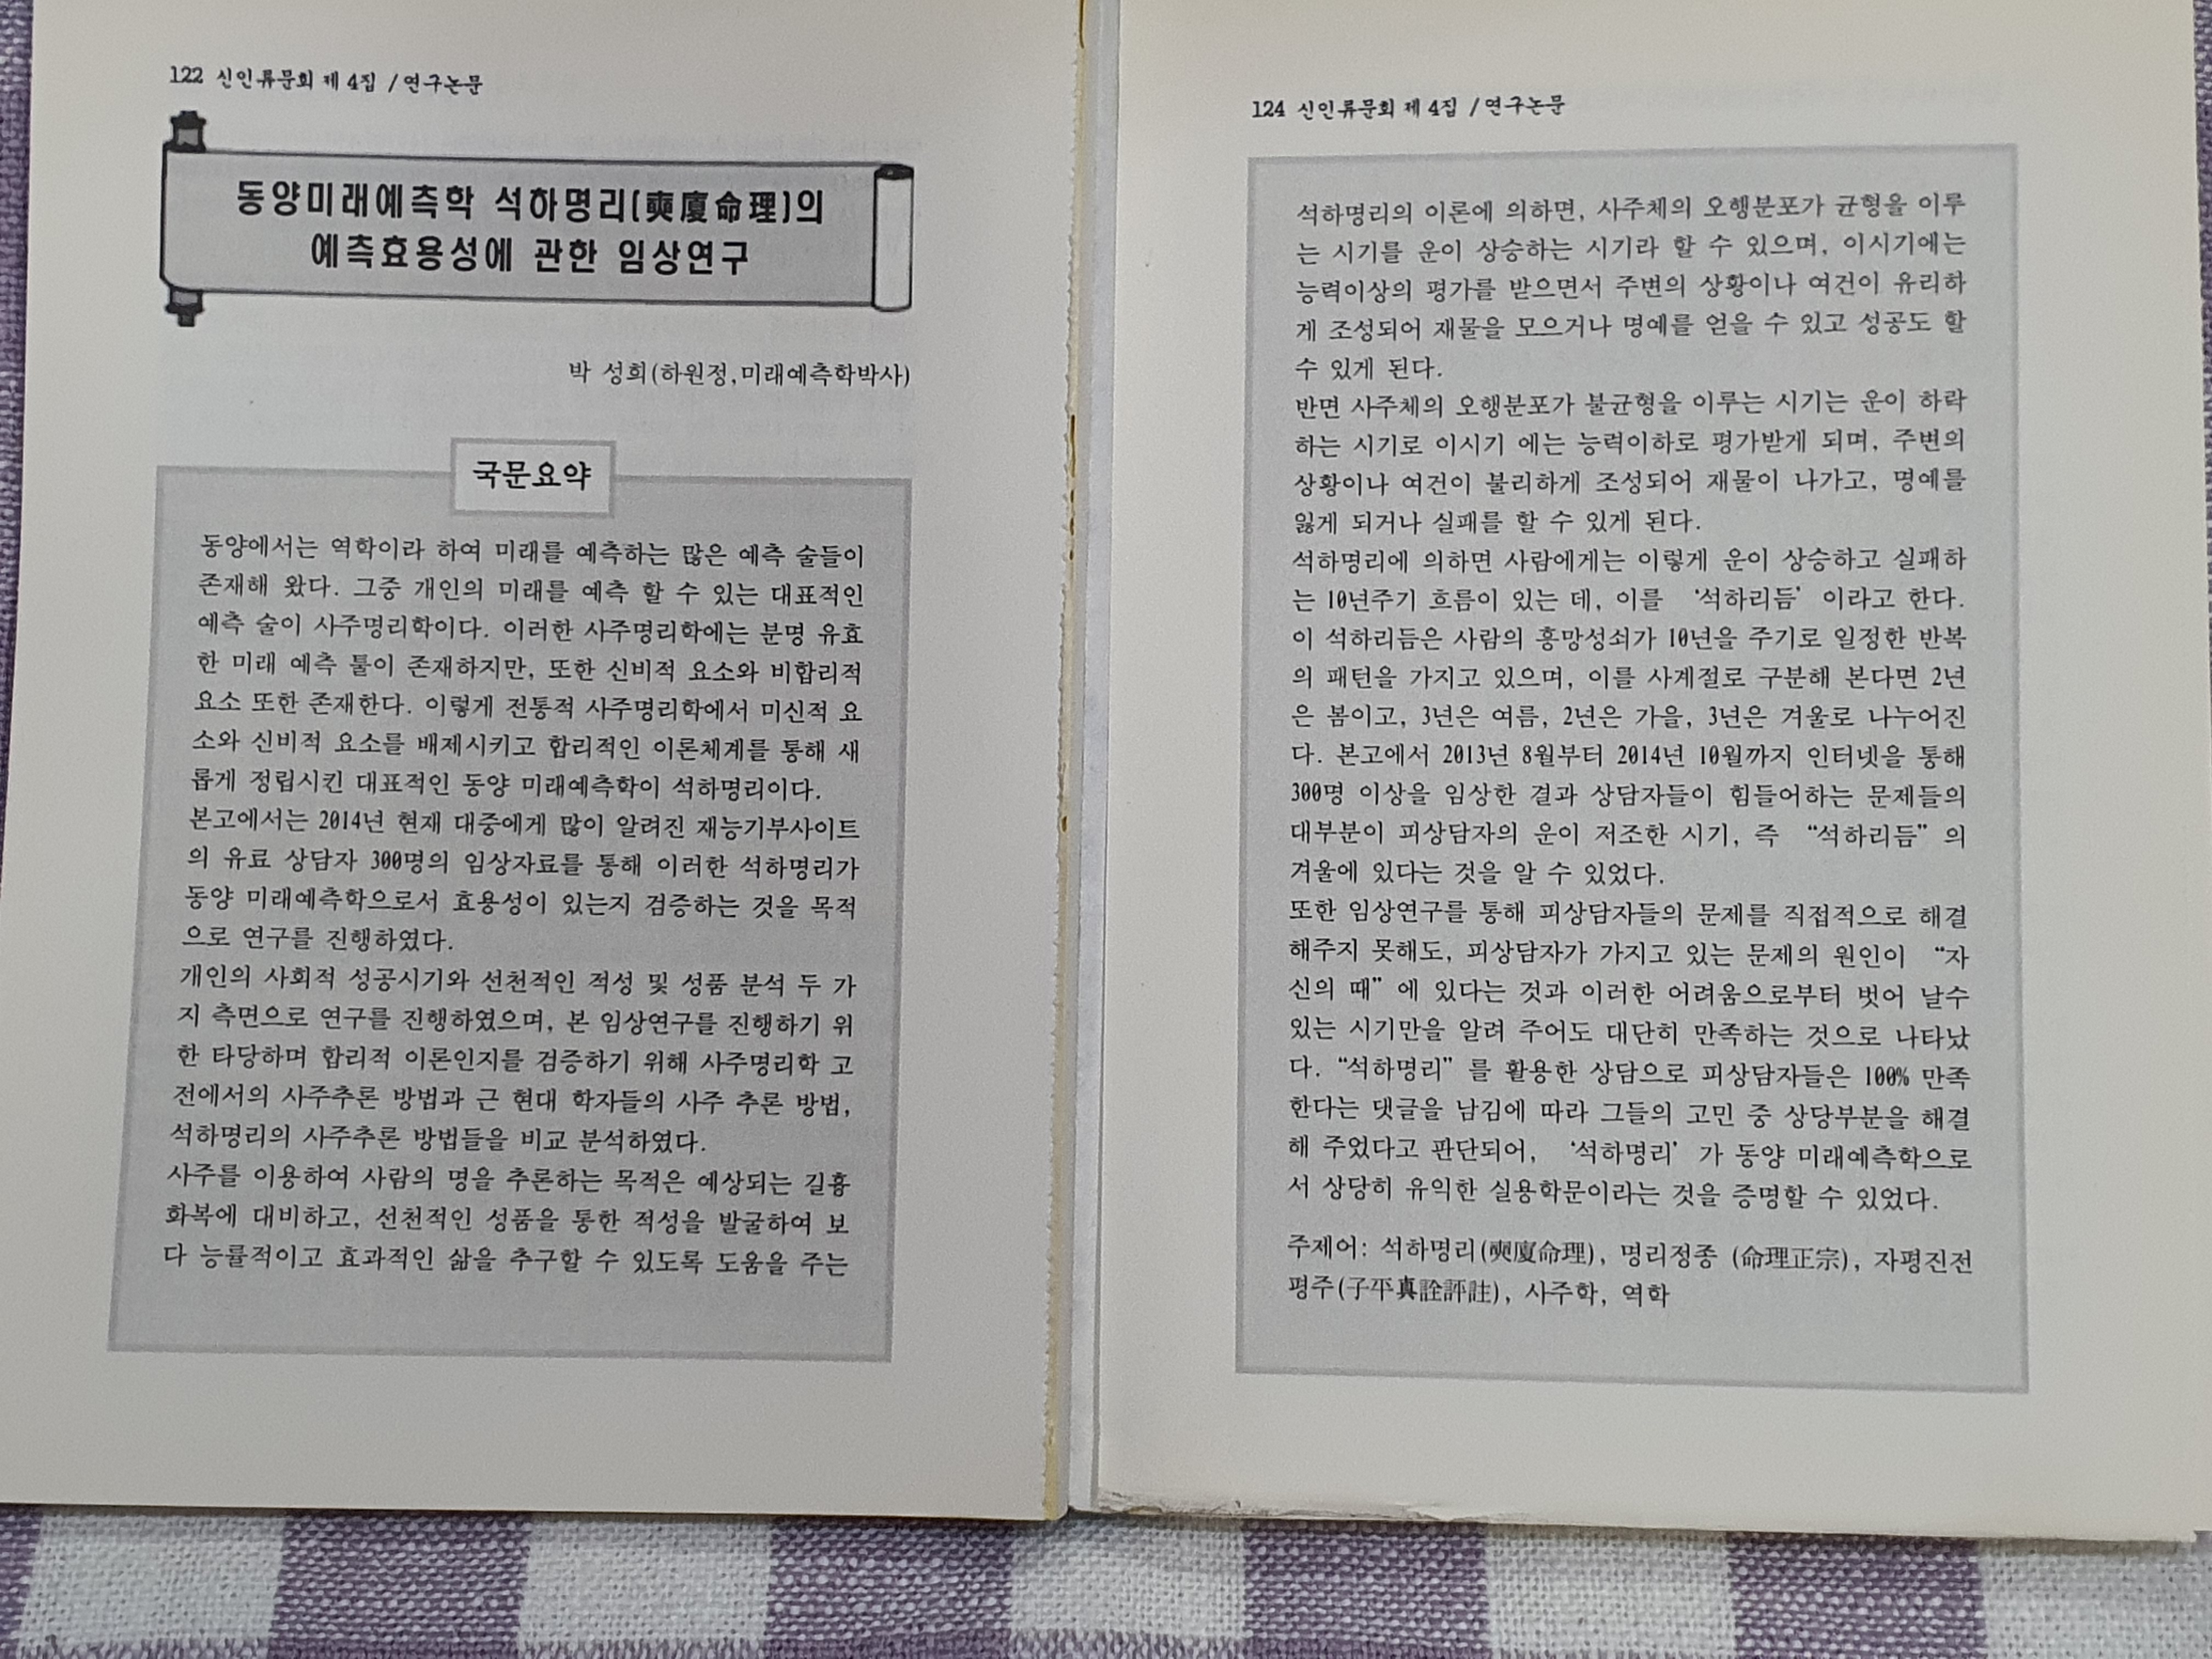 122 신인류문회 제 4집 / 연구논문
동양미래예측학 석하명리(奭廈命理)의
예측효용성에 관한 임상연구
박 성희(하원정,미래예측학박사)
국문요약
동양에서는 역학이라 하여 미래를 예측하는 많은 예측 술들이
존재해 왔다. 그중 개인의 미래를 예측 할 수 있는 대표적인
예측 술이 사주명리학이다. 이러한 사주명리학에는 분명 유효
한 미래 예측 툴이 존재하지만, 또한 신비적 요소와 비합리적
요소 또한 존재한다. 이렇게 전통적 사주명리학에서 미신적 요
소와 신비적 요소를 배제시키고 합리적인 이론체계를 통해 새
롭게 정립시킨 대표적인 동양 미래예측학이 석하명리이다.
본고에서는 2014년 현재 대중에게 많이 알려진 재능기부사이트
의 유료 상담자 300명의 임상자료를 통해 이러한 석하명리가
동양 미래예측학으로서 효용성이 있는지 검증하는 것을 목적
으로 연구를 진행하였다.
개인의 사회적 성공시기와 선천적인 적성 및 성품 분석 두 가
지 측면으로 연구를 진행하였으며, 본 임상연구를 진행하기 위
한 타당하며 합리적 이론인지를 검증하기 위해 사주명리학 고
전에서의 사주추론 방법과 근 현대 학자들의 사주 추론 방법,
석하명리의 사주추론 방법들을 비교 분석하였다.
사주를 이용하여 사람의 명을 추론하는 목적은 예상되는 길흉
화복에 대비하고, 선천적인 성품을 통한 적성을 발굴하여 보
다 능률적이고 효과적인 삶을 추구할 수 있도록 도움을 주는
124 신인류문회 제 4집 / 연구논문
석하명리의 이론에 의하면, 사주체의 오행분포가 균형을 이루
는 시기를 운이 상승하는 시기라 할 수 있으며, 이시기에는
능력이상의 평가를 받으면서 주변의 상황이나 여건이 유리하
게 조성되어 재물을 모으거나 명예를 얻을 수 있고 성공도 할
수 있게 된다.
반면 사주체의 오행분포가 불균형을 이루는 시기는 운이 하락
하는 시기로 이시기 에는 능력이하로 평가받게 되며, 주변의
상황이나 여건이 불리하게 조성되어 재물이 나가고, 명예를
잃게 되거나 실패를 할 수 있게 된다.
석하명리에 의하면 사람에게는 이렇게 운이 상승하고 실패하
는 10년주기 흐름이 있는 데, 이를 ‘석하리듬’ 이라고 한다.
이 석하리듬은 사람의 흥망성쇠가 10년을 주기로 일정한 반복
의 패턴을 가지고 있으며, 이를 사계절로 구분해 본다면 2년
은 봄이고, 3년은 여름, 2년은 가을, 3년은 겨울로 나누어진
다. 본고에서 2013년 8월부터 2014년 10월까지 인터넷을 통해
300명 이상을 임상한 결과 상담자들이 힘들어하는 문제들의
대부분이 피상담자의 운이 저조한 시기, 즉 “석하리듬” 의
겨울에 있다는 것을 알 수 있었다.
또한 임상연구를 통해 피상담자들의 문제를 직접적으로 해결
해주지 못해도, 피상담자가 가지고 있는 문제의 원인이 “자
신의 때” 에 있다는 것과 이러한 어려움으로부터 벗어 날수
있는 시기만을 알려 주어도 대단히 만족하는 것으로 나타났
다. “석하명리” 를 활용한 상담으로 피상담자들은 100% 만족
한다는 댓글을 남김에 따라 그들의 고민 중 상당부분을 해결
해 주었다고 판단되어, ‘석하명리’ 가 동양 미래예측학으로
서 상당히 유익한 실용학문이라는 것을 증명할 수 있었다.
주제어: 석하명리(奭廈命理), 명리정종 (命理正宗), 자평진전
평주(子平真詮評註), 사주학, 역학